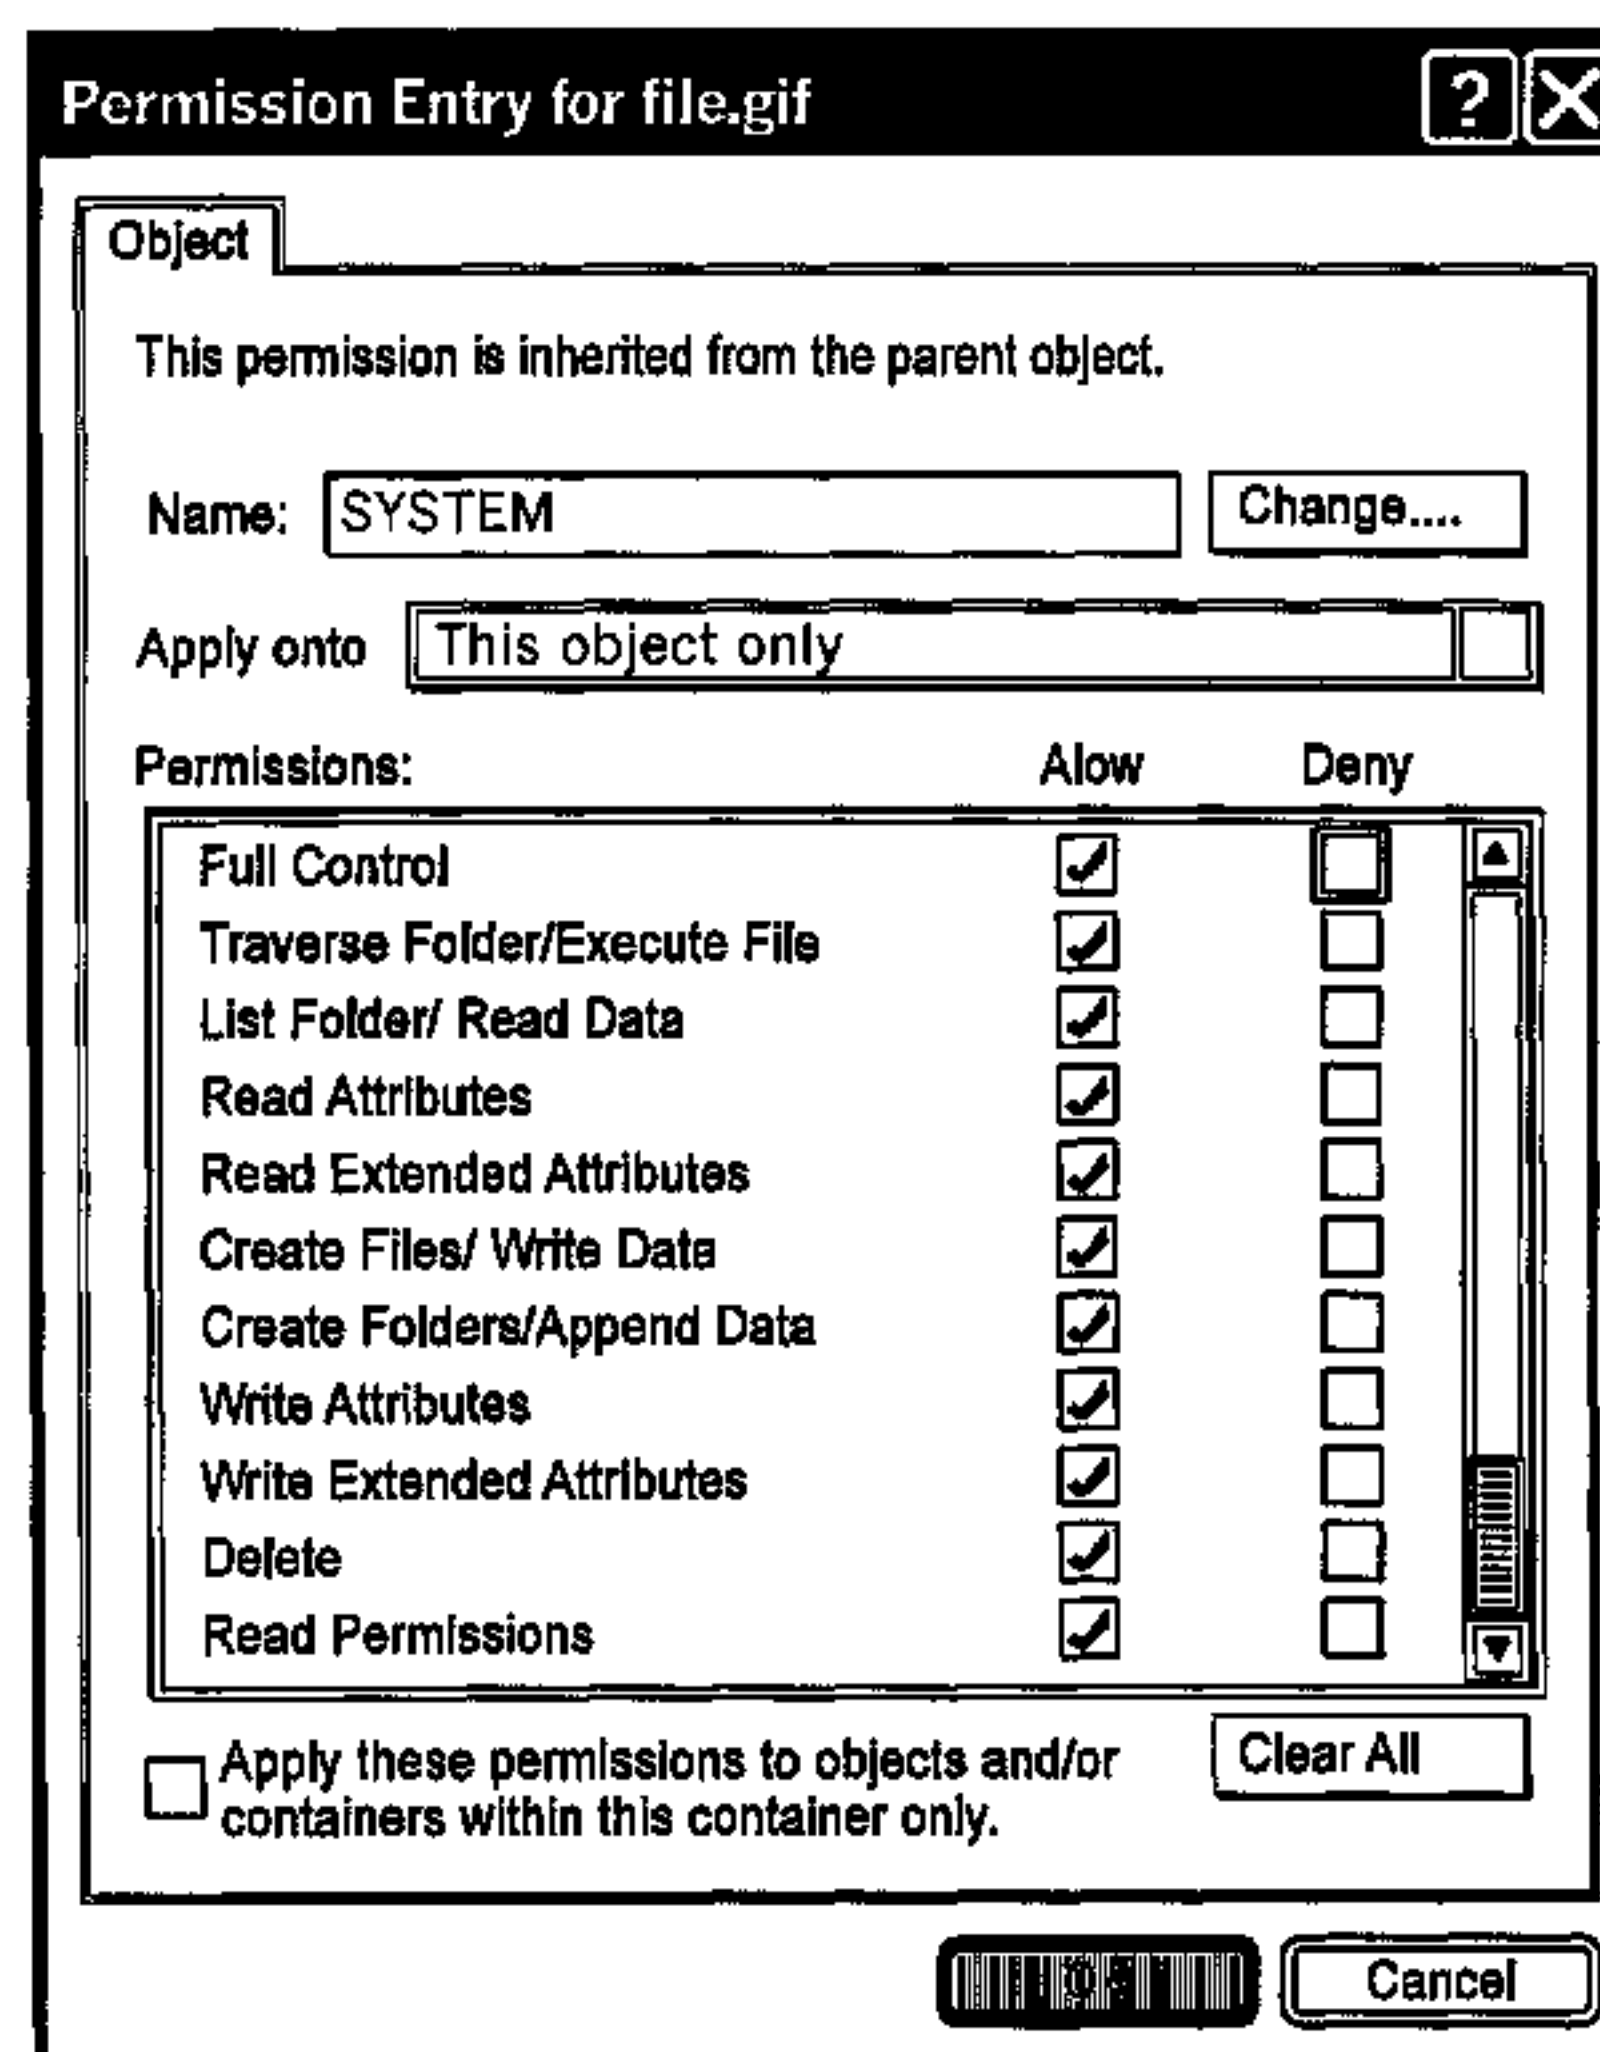 Permission Entry for file.gif ? X
Object
This permission is inherited from the parent object.
Name: SYSTEM Change....
Apply onto This object only
Permissions: Alow Deny
Full Control
Traverse Folder/Execute File
List Folder/ Read Data
Read Attributes
Read Extended Attributes
Create Files/ Write Data
Create Folders/Append Data
Write Attributes
Write Extended Attributes
Delete
Read Permissions
Apply these permissions to objects and/or Clear All
containers within this container only.
Cancel